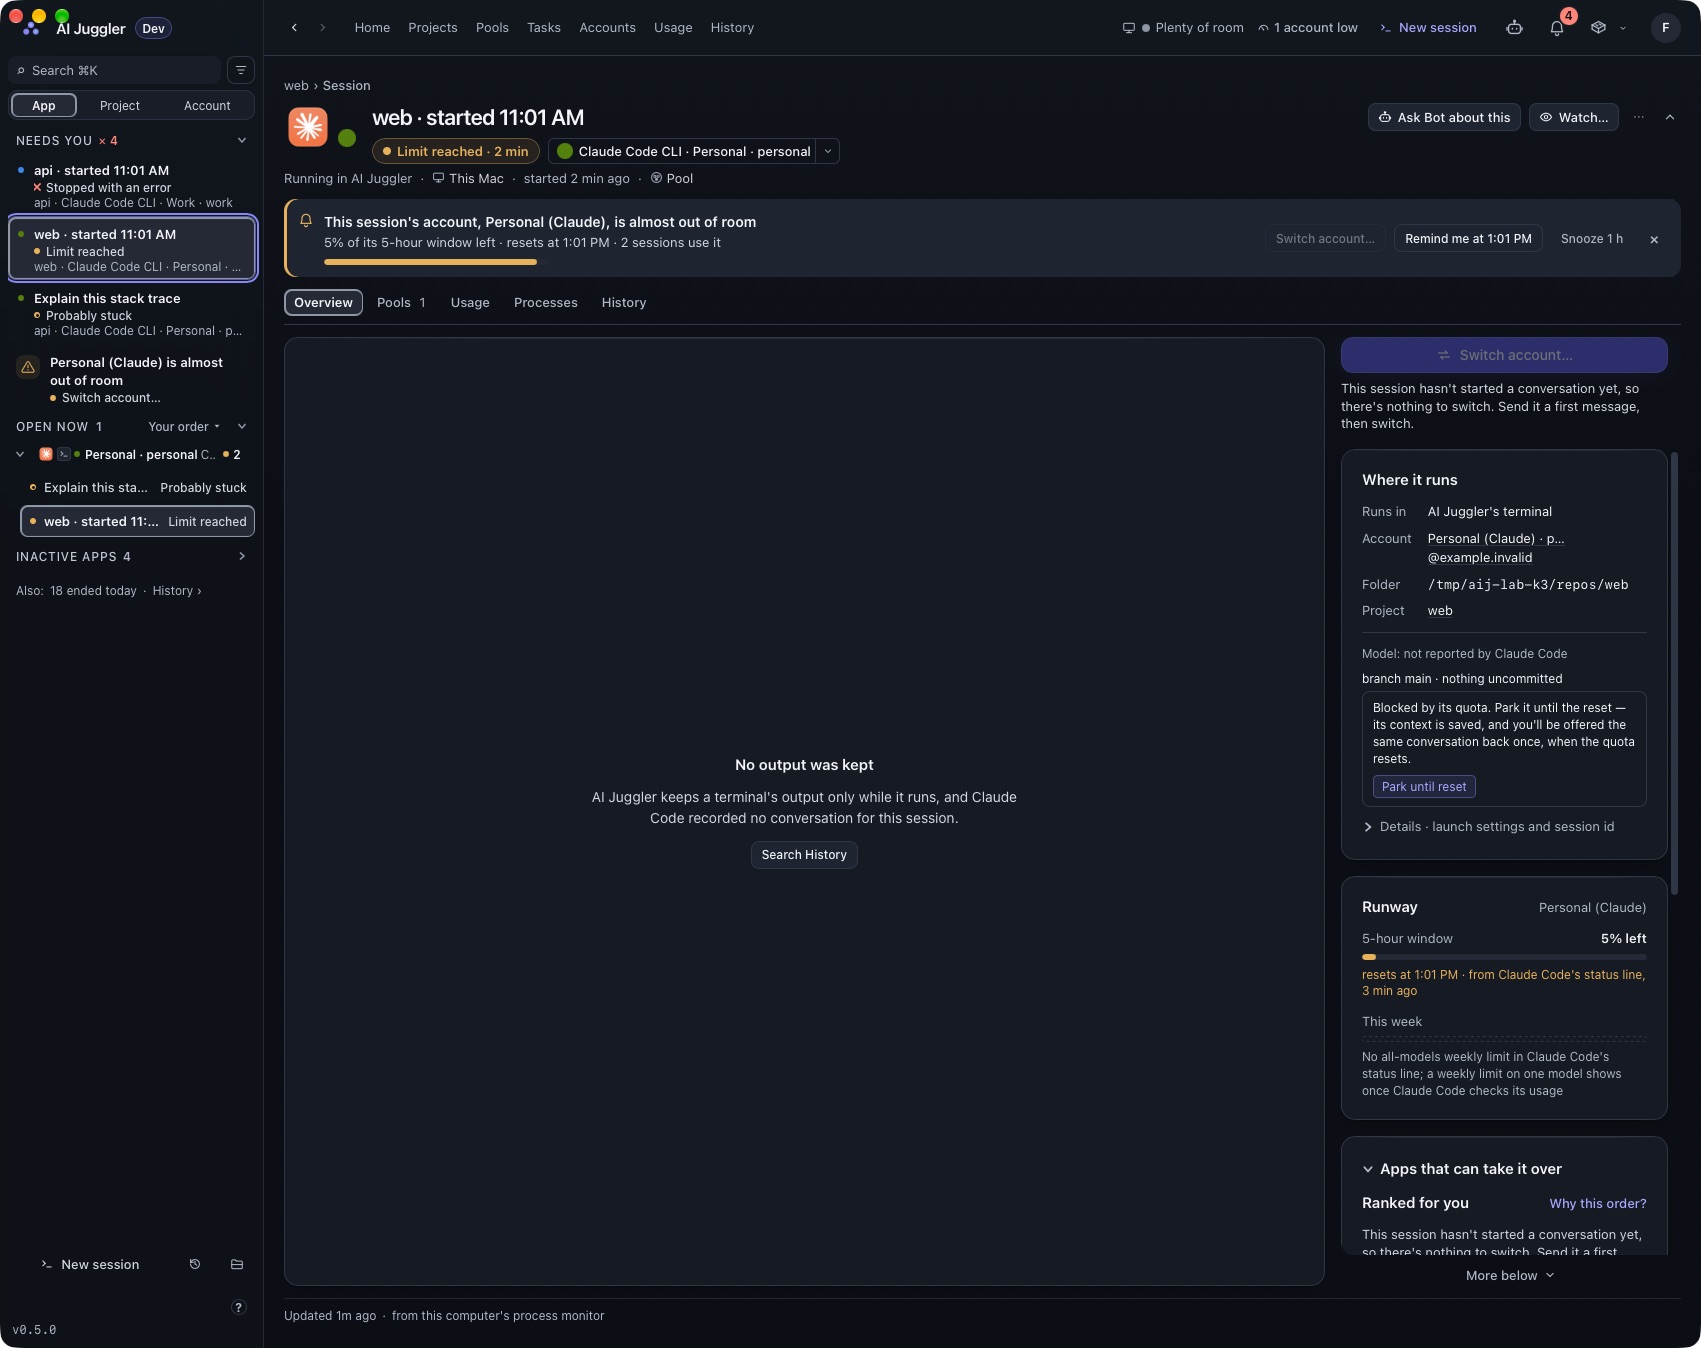 AI Juggler Dev
Search ⌘K
App Project Account
NEEDS YOU × 4
api · started 11:01 AM
Stopped with an error
api · Claude Code CLI · Work · work
web · started 11:01 AM
Limit reached
web · Claude Code CLI · Personal · ...
Explain this stack trace
Probably stuck
api · Claude Code CLI · Personal · p...
Personal (Claude) is almost
out of room
Switch account...
OPEN NOW 1 Your order
Personal · personal C.. 2
Explain this sta... Probably stuck
web · started 11:... Limit reached
INACTIVE APPS 4
Also: 18 ended today · History ›
New session
?
v0.5.0
Home Projects Pools Tasks Accounts Usage History
Plenty of room 1 account low New session 4 F
web › Session
web · started 11:01 AM
Ask Bot about this Watch... ...
Limit reached · 2 min Claude Code CLI · Personal · personal
Running in AI Juggler · This Mac · started 2 min ago · Pool
This session's account, Personal (Claude), is almost out of room
5% of its 5-hour window left · resets at 1:01 PM · 2 sessions use it
Switch account... Remind me at 1:01 PM Snooze 1 h ×
Overview Pools 1 Usage Processes History
No output was kept
AI Juggler keeps a terminal's output only while it runs, and Claude
Code recorded no conversation for this session.
Search History
Switch account...
This session hasn't started a conversation yet, so
there's nothing to switch. Send it a first message,
then switch.
Where it runs
Runs in AI Juggler's terminal
Account Personal (Claude) · p...
@example.invalid
Folder /tmp/aij-lab-k3/repos/web
Project web
Model: not reported by Claude Code
branch main · nothing uncommitted
Blocked by its quota. Park it until the reset —
its context is saved, and you'll be offered the
same conversation back once, when the quota
resets.
Park until reset
Details · launch settings and session id
Runway Personal (Claude)
5-hour window 5% left
resets at 1:01 PM · from Claude Code's status line,
3 min ago
This week
No all-models weekly limit in Claude Code's
status line; a weekly limit on one model shows
once Claude Code checks its usage
Apps that can take it over
Ranked for you Why this order?
This session hasn't started a conversation yet,
so there's nothing to switch. Send it a first
More below
Updated 1m ago · from this computer's process monitor